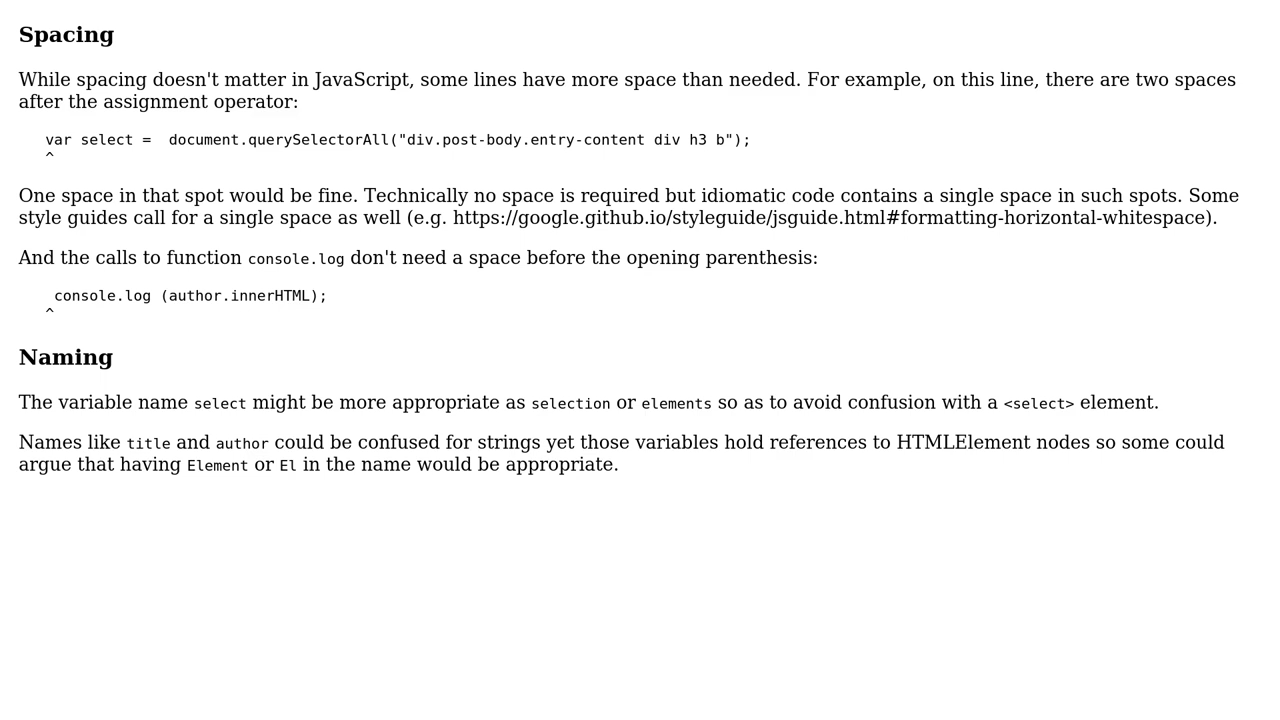 Spacing
While spacing doesn't matter in JavaScript, some lines have more space than needed. For example, on this line, there are two spaces
after the assignment operator:
var select =  document.querySelectorAll("div.post-body.entry-content div h3 b");
^
One space in that spot would be fine. Technically no space is required but idiomatic code contains a single space in such spots. Some
style guides call for a single space as well (e.g. https://google.github.io/styleguide/jsguide.html#formatting-horizontal-whitespace).
And the calls to function console.log don't need a space before the opening parenthesis:
 console.log (author.innerHTML);
^
Naming
The variable name select might be more appropriate as selection or elements so as to avoid confusion with a <select> element.
Names like title and author could be confused for strings yet those variables hold references to HTMLElement nodes so some could
argue that having Element or El in the name would be appropriate.